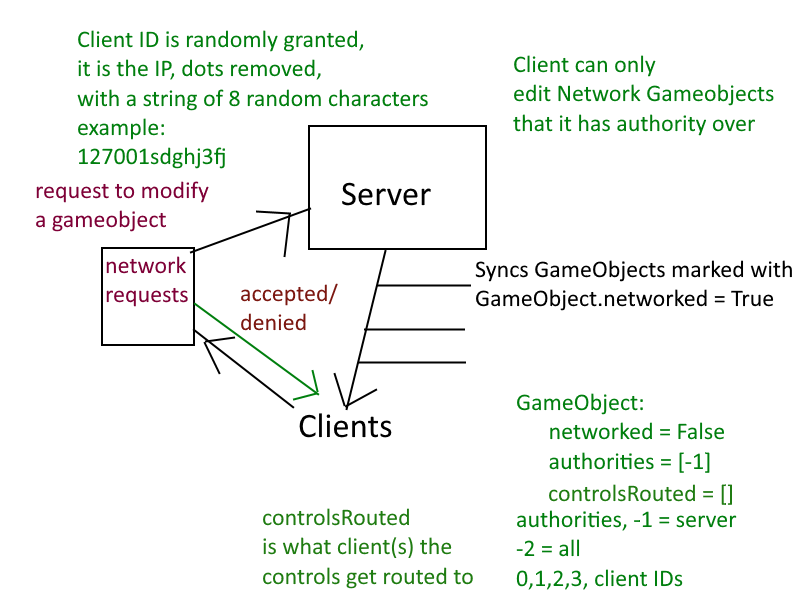 Client ID is randomly granted,
it is the IP, dots removed,
with a string of 8 random characters
example:
127001sdghj3fj
Client can only
edit Network Gameobjects
that it has authority over
request to modify
a gameobject
Server
network
requests
accepted/
denied
Syncs GameObjects marked with
GameObject.networked = True
Clients
GameObject:
networked = False
authorities = [-1]
controlsRouted = []
authorities, -1 = server
-2 = all
0,1,2,3, client IDs
controlsRouted
is what client(s) the
controls get routed to